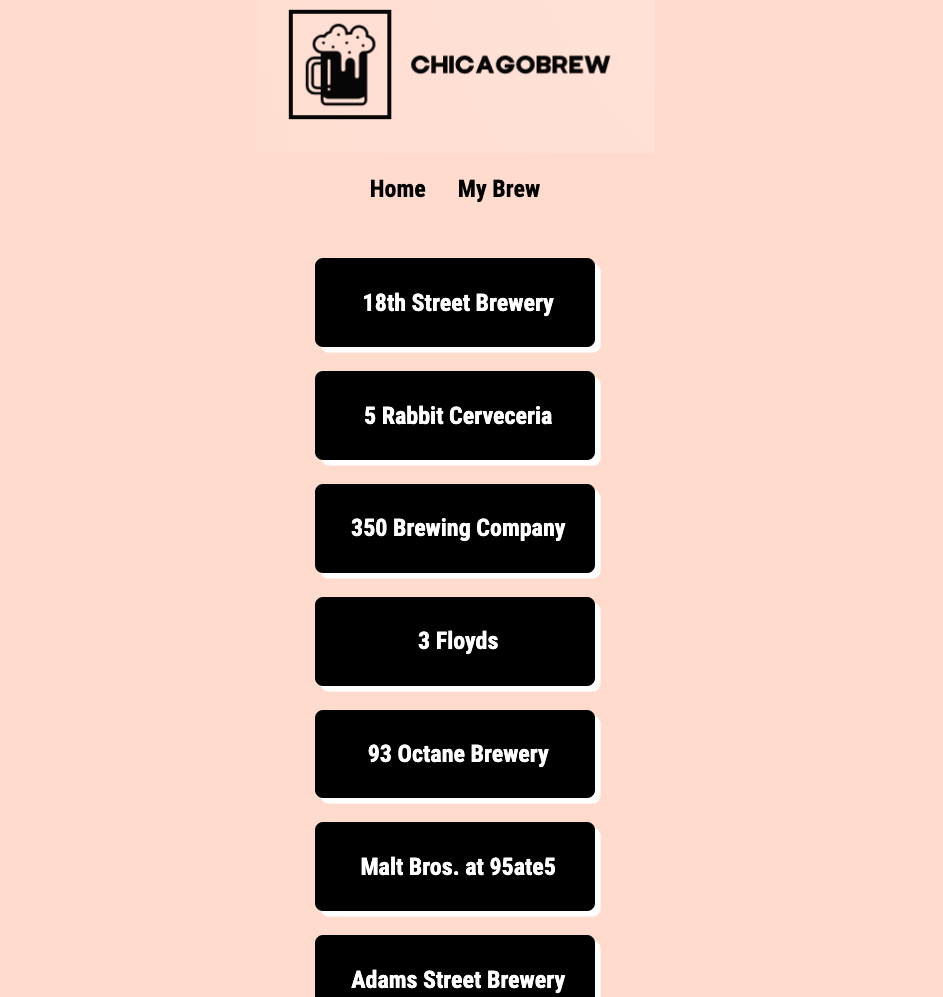 CHICAGOBREW
Home My Brew
18th Street Brewery
5 Rabbit Cerveceria
350 Brewing Company
3 Floyds
93 Octane Brewery
Malt Bros. at 95ate5
Adams Street Brewery